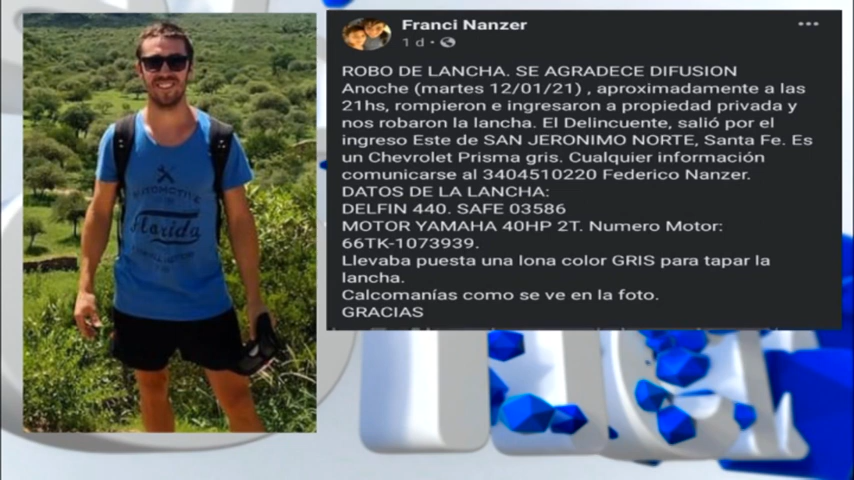 Franci Nanzer
1 d
ROBO DE LANCHA. SE AGRADECE DIFUSION
Anoche (martes 12/01/21) , aproximadamente a las
21hs, rompieron e ingresaron a propiedad privada y
nos robaron la lancha. El Delincuente, salió por el
ingreso Este de SAN JERONIMO NORTE, Santa Fe. Es
un Chevrolet Prisma gris. Cualquier información
comunicarse al 3404510220 Federico Nanzer.
DATOS DE LA LANCHA:
DELFIN 440. SAFE 03586
MOTOR YAMAHA 40HP 2T. Numero Motor:
66TK-1073939.
Llevaba puesta una lona color GRIS para tapar la
lancha.
Calcomanías como se ve en la foto.
GRACIAS
AUTOMOTIVE
Florida